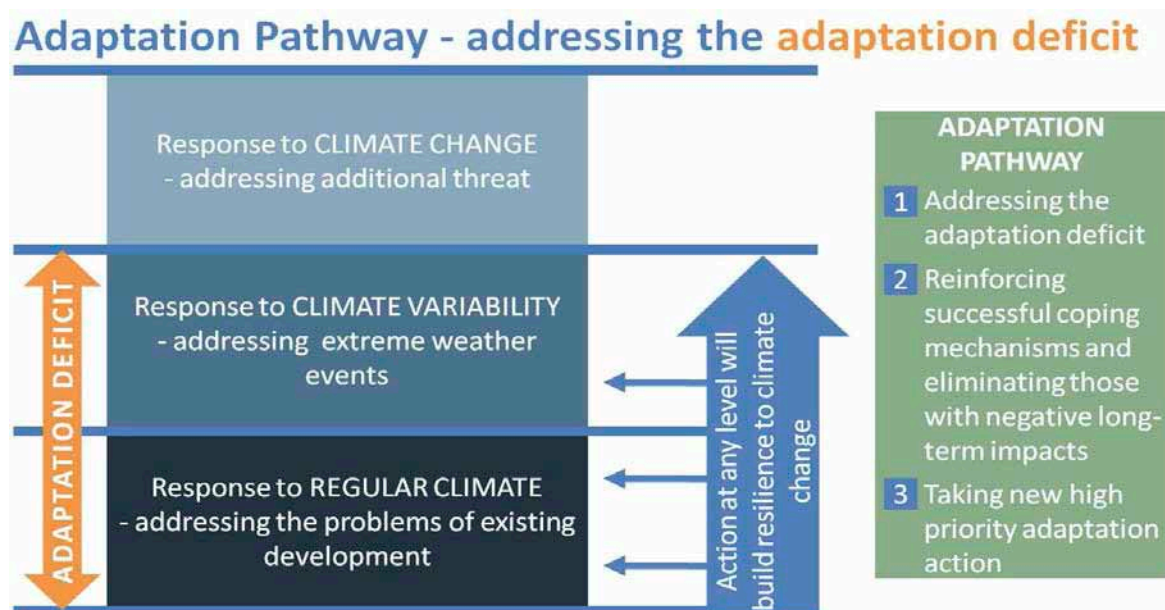 Adaptation Pathway - addressing the adaptation deficit
Response to CLIMATE CHANGE
- addressing additional threat
Response to CLIMATE VARIABILITY
- addressing extreme weather
events
Response to REGULAR CLIMATE
- addressing the problems of existing
development
ADAPTATION DEFICIT
Action at any level will
build resilience to climate
change
ADAPTATION
PATHWAY
1 Addressing the
adaptation deficit
2 Reinforcing
successful coping
mechanisms and
eliminating those
with negative long-
term impacts
3 Taking new high
priority adaptation
action